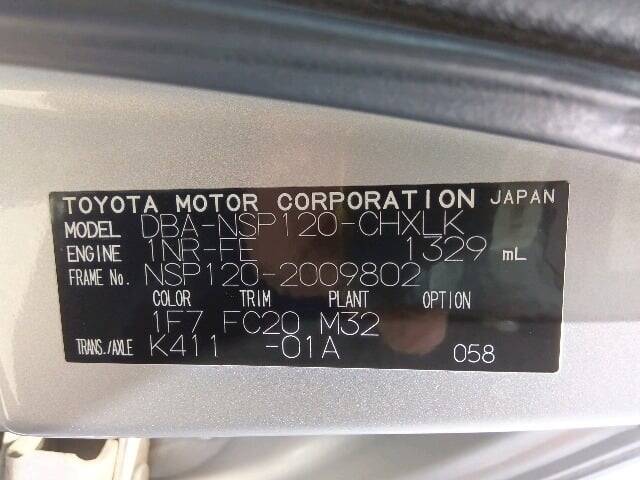 TOYOTA MOTOR CORPORATION JAPAN
MODEL DBA-NSP120-CHXLK
ENGINE 1NR-FE 1329 mL
FRAME No. NSP120-2009802
COLOR TRIM PLANT OPTION
1F7 FC20 M32
TRANS./AXLE K411 -01A 058